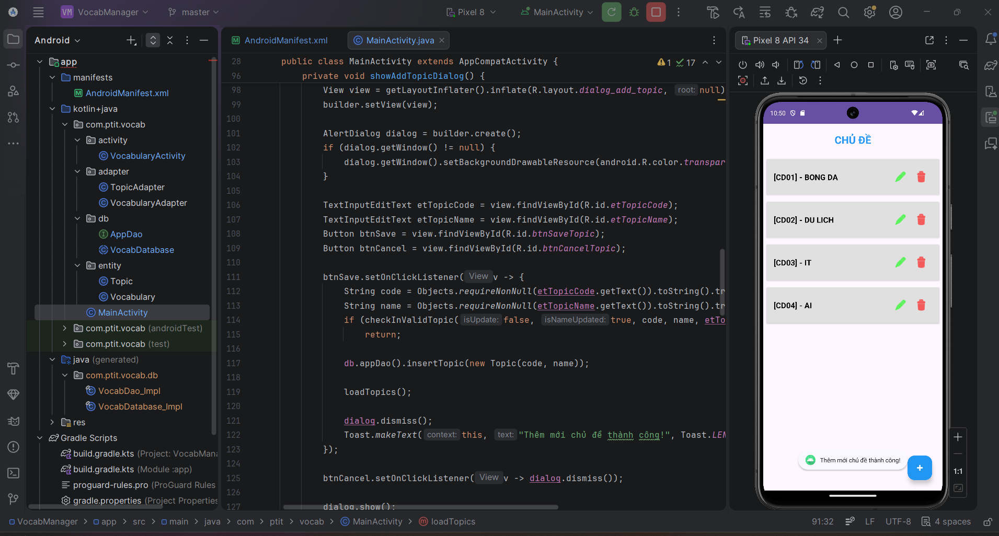 VM VocabManager master Pixel 8 MainActivity
Android
app
manifests
AndroidManifest.xml
kotlin+java
com.ptit.vocab
activity
VocabularyActivity
adapter
TopicAdapter
VocabularyAdapter
db
AppDao
VocabDatabase
entity
Topic
Vocabulary
MainActivity
com.ptit.vocab (androidTest)
com.ptit.vocab (test)
java (generated)
com.ptit.vocab.db
VocabDao_Impl
VocabDatabase_Impl
res
Gradle Scripts
build.gradle.kts (Project: VocabMana
build.gradle.kts (Module :app)
proguard-rules.pro (ProGuard Rules
gradle.properties (Project Properties
AndroidManifest.xml MainActivity.java
1 17
28 public class MainActivity extends AppCompatActivity {
96 private void showAddTopicDialog() {
98 View view = getLayoutInflater().inflate(R.layout.dialog_add_topic, root: null)
99 builder.setView(view);
100
101 AlertDialog dialog = builder.create();
102 if (dialog.getWindow() != null) {
103 dialog.getWindow().setBackgroundDrawableResource(android.R.color.transpar
104 }
105
106 TextInputEditText etTopicCode = view.findViewById(R.id.etTopicCode);
107 TextInputEditText etTopicName = view.findViewById(R.id.etTopicName);
108 Button btnSave = view.findViewById(R.id.btnSaveTopic);
109 Button btnCancel = view.findViewById(R.id.btnCancelTopic);
110
111 btnSave.setOnClickListener( View v -> {
112 String code = Objects.requireNonNull(etTopicCode.getText()).toString().tr
113 String name = Objects.requireNonNull(etTopicName.getText()).toString().tr
114 if (checkInValidTopic( isUpdate: false, isNameUpdated: true, code, name, etTo
115 return;
116
117 db.appDao().insertTopic(new Topic(code, name));
118
119 loadTopics();
120
121 dialog.dismiss();
122 Toast.makeText( context: this, text: "Thêm mới chủ đề thành công!", Toast.LEN
123 });
124
125 btnCancel.setOnClickListener( View v -> dialog.dismiss());
126
127 dialog.show();
Pixel 8 API 34
10:50
CHỦ ĐỀ
[CD01] - BONG DA
[CD02] - DU LICH
[CD03] - IT
[CD04] - AI
Thêm mới chủ đề thành công!
+
1:1
VocabManager > app > src > main > java > com > ptit > vocab > MainActivity > loadTopics
91:32 LF UTF-8 4 spaces